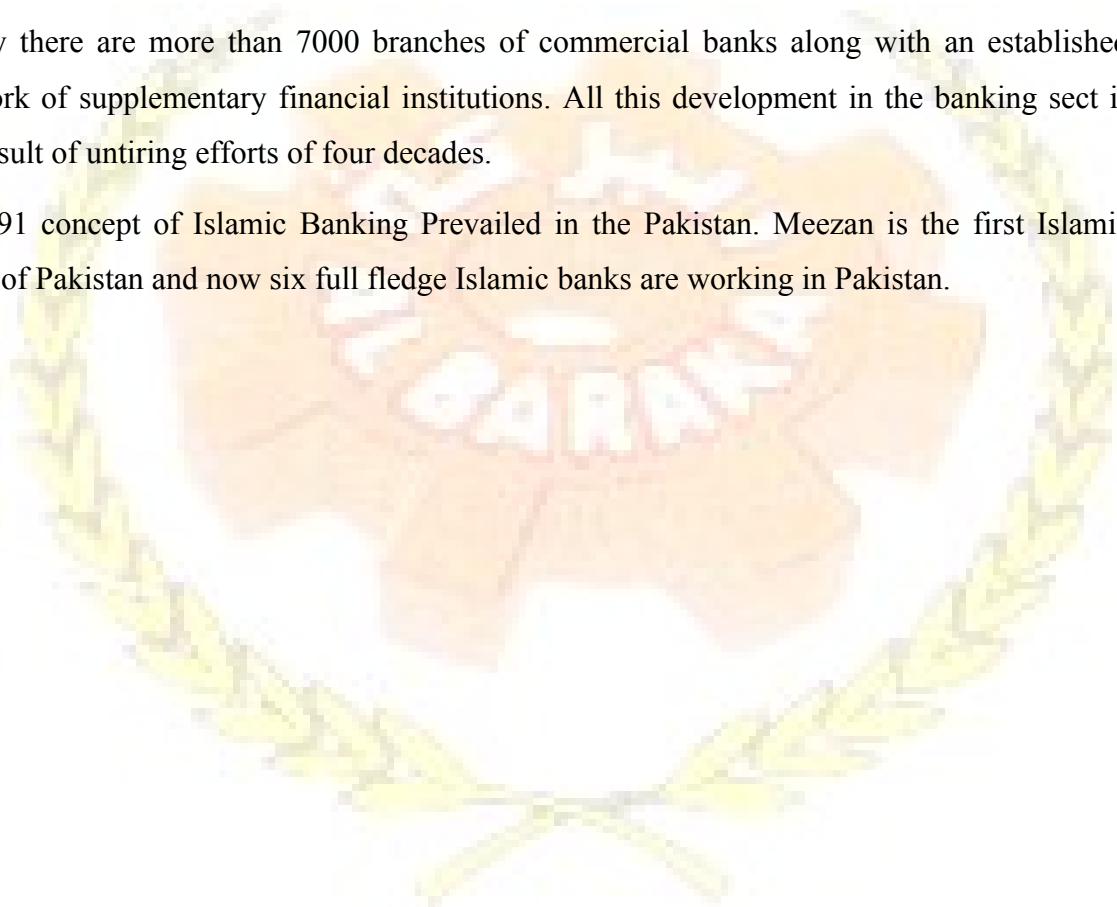 y there are more than 7000 branches of commercial banks along with an established
ork of supplementary financial institutions. All this development in the banking sect i
sult of untiring efforts of four decades.
91 concept of Islamic Banking Prevailed in the Pakistan. Meezan is the first Islami
of Pakistan and now six full fledge Islamic banks are working in Pakistan.
BARAKA